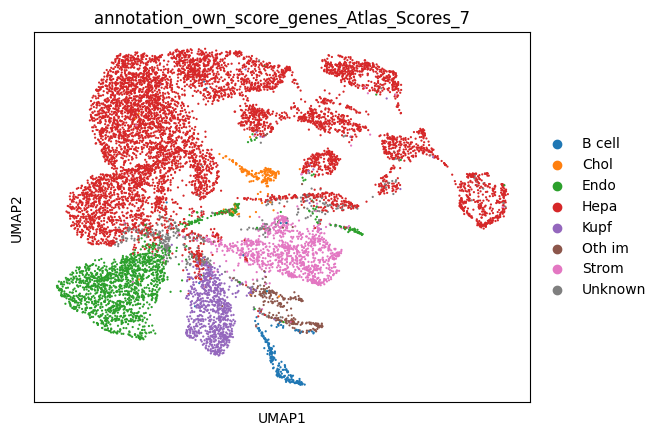 annotation_own_score_genes_Atlas_Scores_7
UMAP2
UMAP1
B cell
Chol
Endo
Hepa
Kupf
Oth im
Strom
Unknown